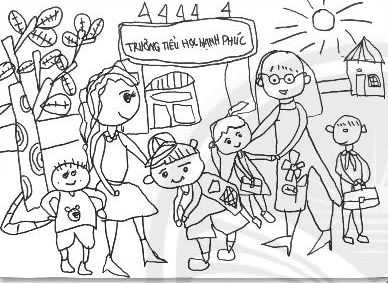 TRƯỜNG TIỂU HỌC HẠNH PHÚC